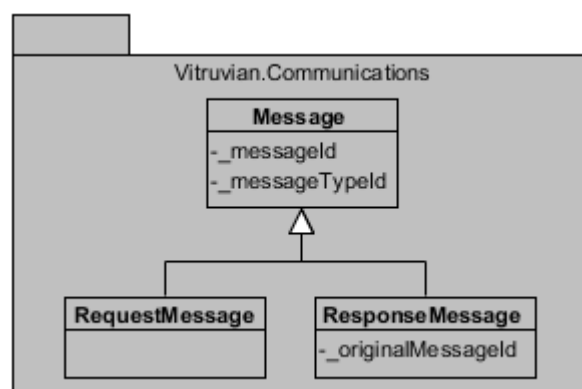 Vitruvian.Communications
Message
-_messageId
-_messageTypeId
RequestMessage
ResponseMessage
-_originalMessageId